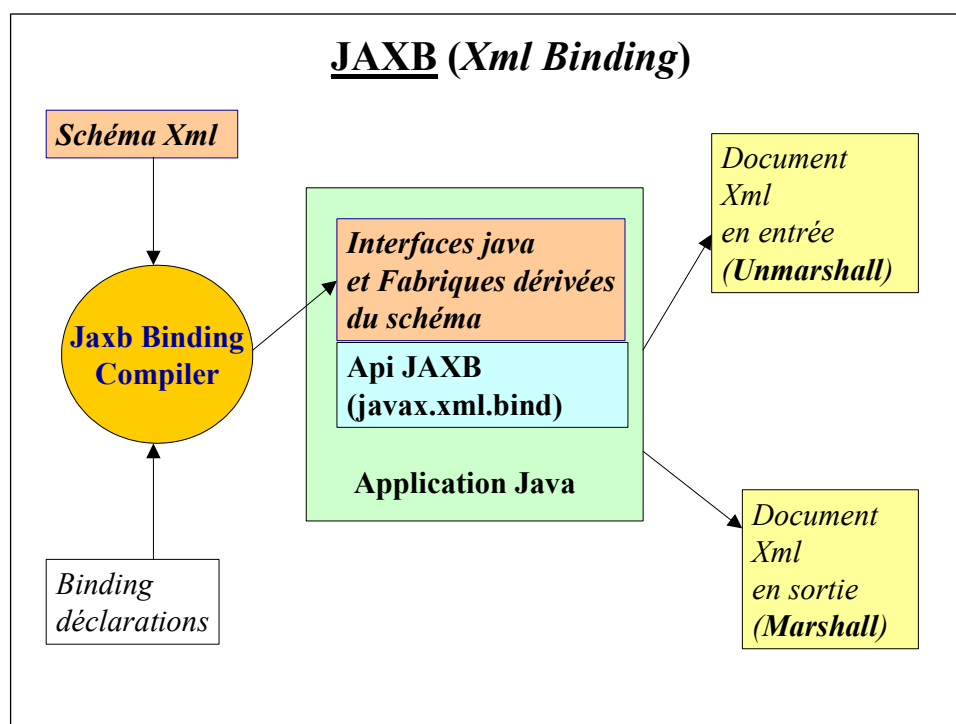 JAXB (Xml Binding)
Schéma Xml
Jaxb Binding
Compiler
Binding
déclarations
Interfaces java
et Fabriques dérivées
du schéma
Api JAXB
(javax.xml.bind)
Application Java
Document
Xml
en entrée
(Unmarshall)
Document
Xml
en sortie
(Marshall)